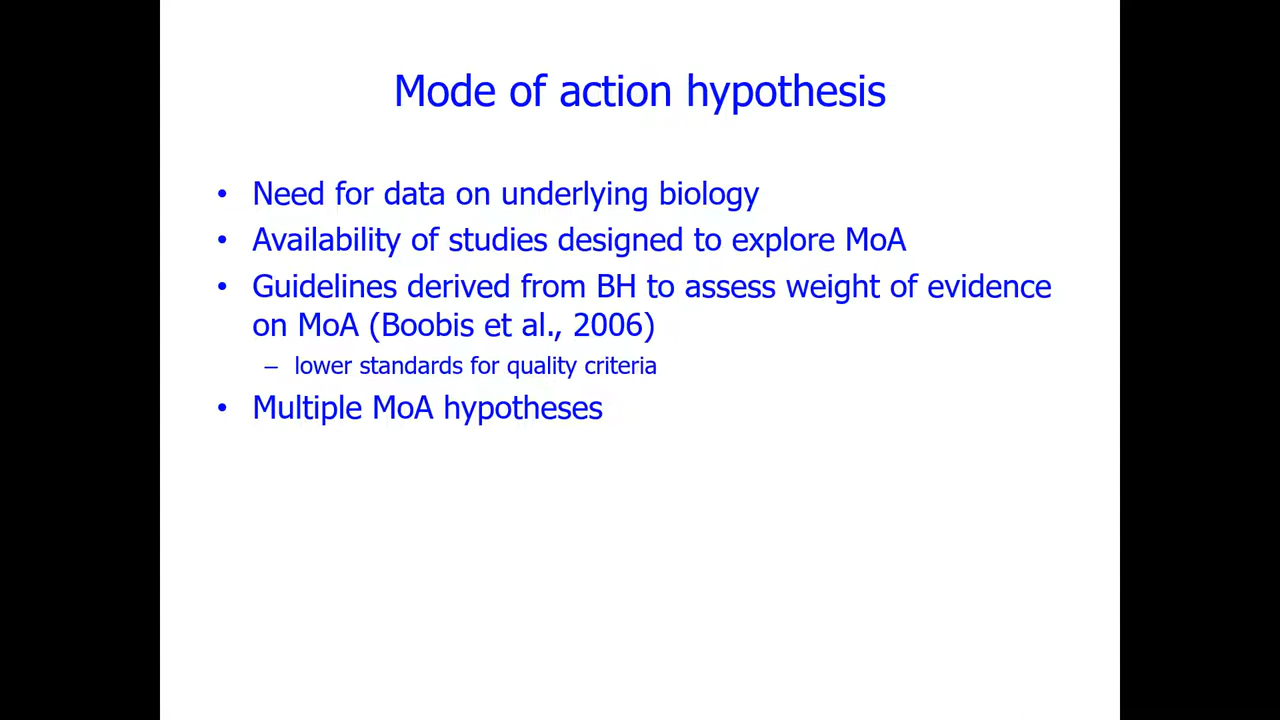 Mode of action hypothesis
• Need for data on underlying biology
• Availability of studies designed to explore MoA
• Guidelines derived from BH to assess weight of evidence
on MoA (Boobis et al., 2006)
– lower standards for quality criteria
• Multiple MoA hypotheses